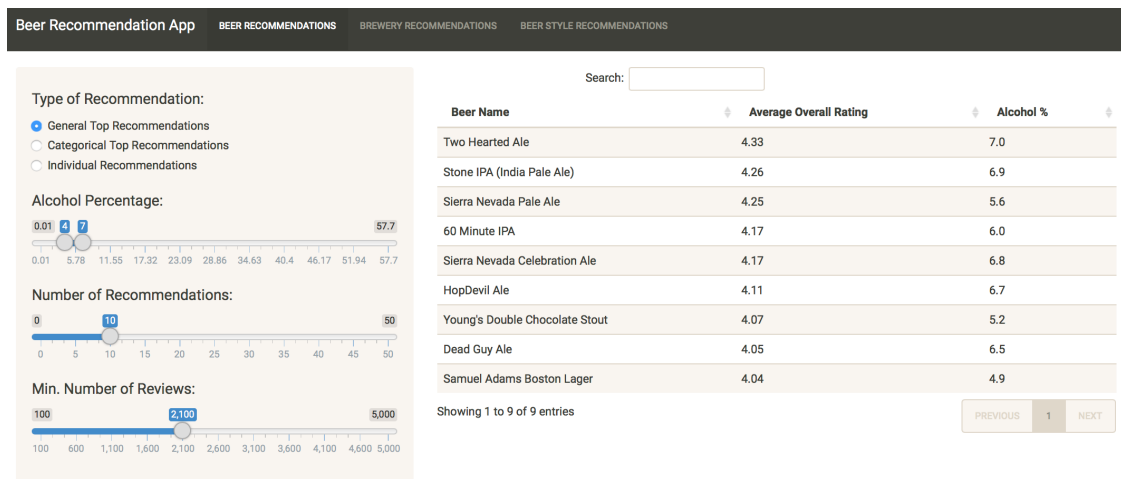 Beer Recommendation App BEER RECOMMENDATIONS BREWERY RECOMMENDATIONS BEER STYLE RECOMMENDATIONS
Type of Recommendation:
General Top Recommendations
Categorical Top Recommendations
Individual Recommendations
Alcohol Percentage:
0.01 4 7 57.7
0.01 5.78 11.55 17.32 23.09 28.86 34.63 40.4 46.17 51.94 57.7
Number of Recommendations:
0 10 50
0 5 10 15 20 25 30 35 40 45 50
Min. Number of Reviews:
100 2,100 5,000
100 600 1,100 1,600 2,100 2,600 3,100 3,600 4,100 4,600 5,000
Search:
Beer Name Average Overall Rating Alcohol %
Two Hearted Ale 4.33 7.0
Stone IPA (India Pale Ale) 4.26 6.9
Sierra Nevada Pale Ale 4.25 5.6
60 Minute IPA 4.17 6.0
Sierra Nevada Celebration Ale 4.17 6.8
HopDevil Ale 4.11 6.7
Young's Double Chocolate Stout 4.07 5.2
Dead Guy Ale 4.05 6.5
Samuel Adams Boston Lager 4.04 4.9
Showing 1 to 9 of 9 entries PREVIOUS 1 NEXT